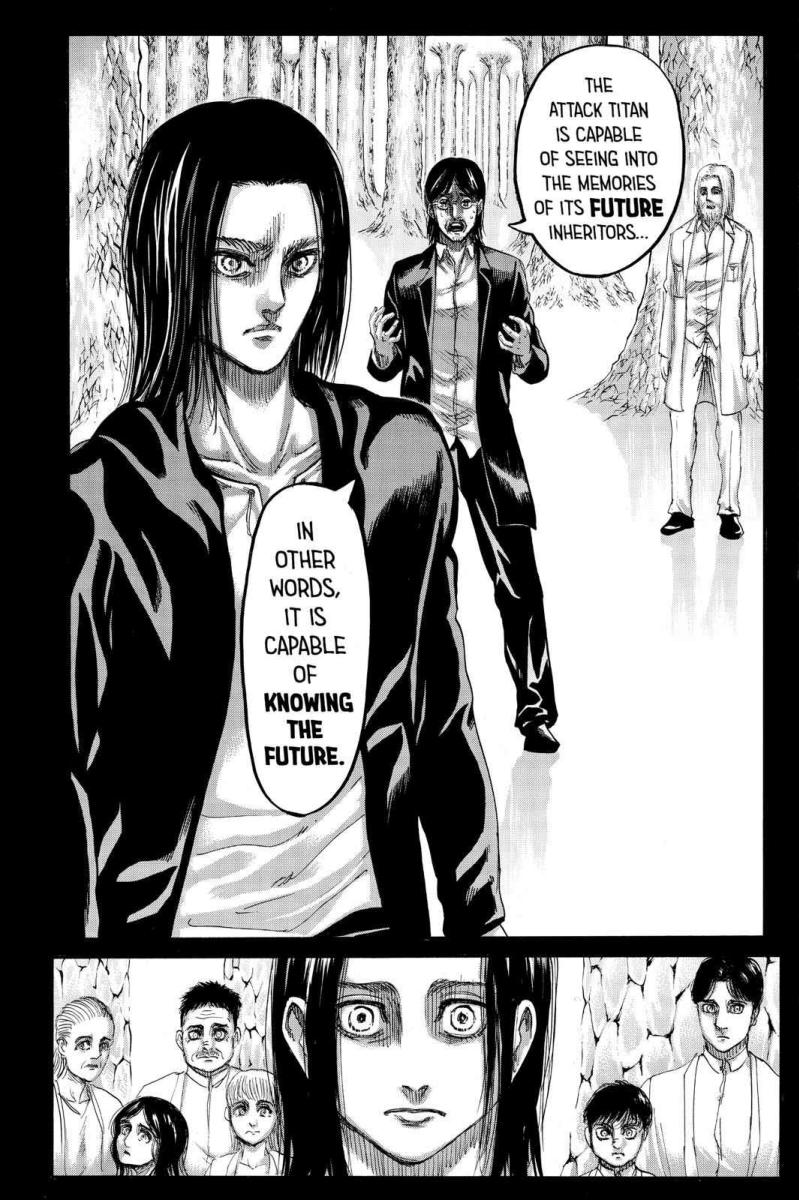 THE
ATTACK TITAN
IS CAPABLE
OF SEEING INTO
THE MEMORIES
OF ITS FUTURE
INHERITORS...
IN
OTHER
WORDS,
IT IS
CAPABLE
OF
KNOWING
THE
FUTURE.